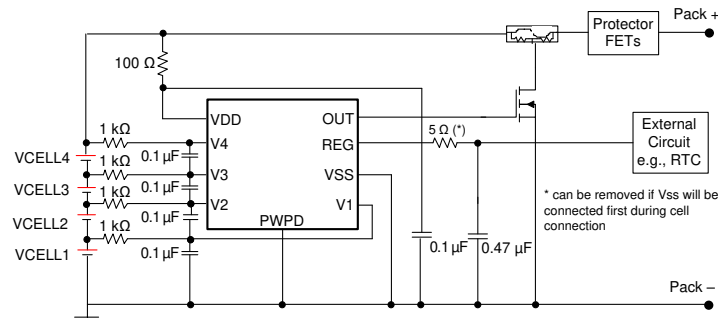 Pack +
Protector
FETs
100 Ω
VDD
OUT
1 kΩ
V4
REG
5 Ω (*)
External
Circuit
e.g., RTC
0.1 µF
VCELL4
1 kΩ
V3
VSS
0.1 µF
VCELL3
1 kΩ
V2
V1
* can be removed if Vss will be
connected first during cell
connection
0.1 µF
VCELL2
1 kΩ
PWPD
VCELL1
0.1 µF
0.1 µF
0.47 µF
Pack –